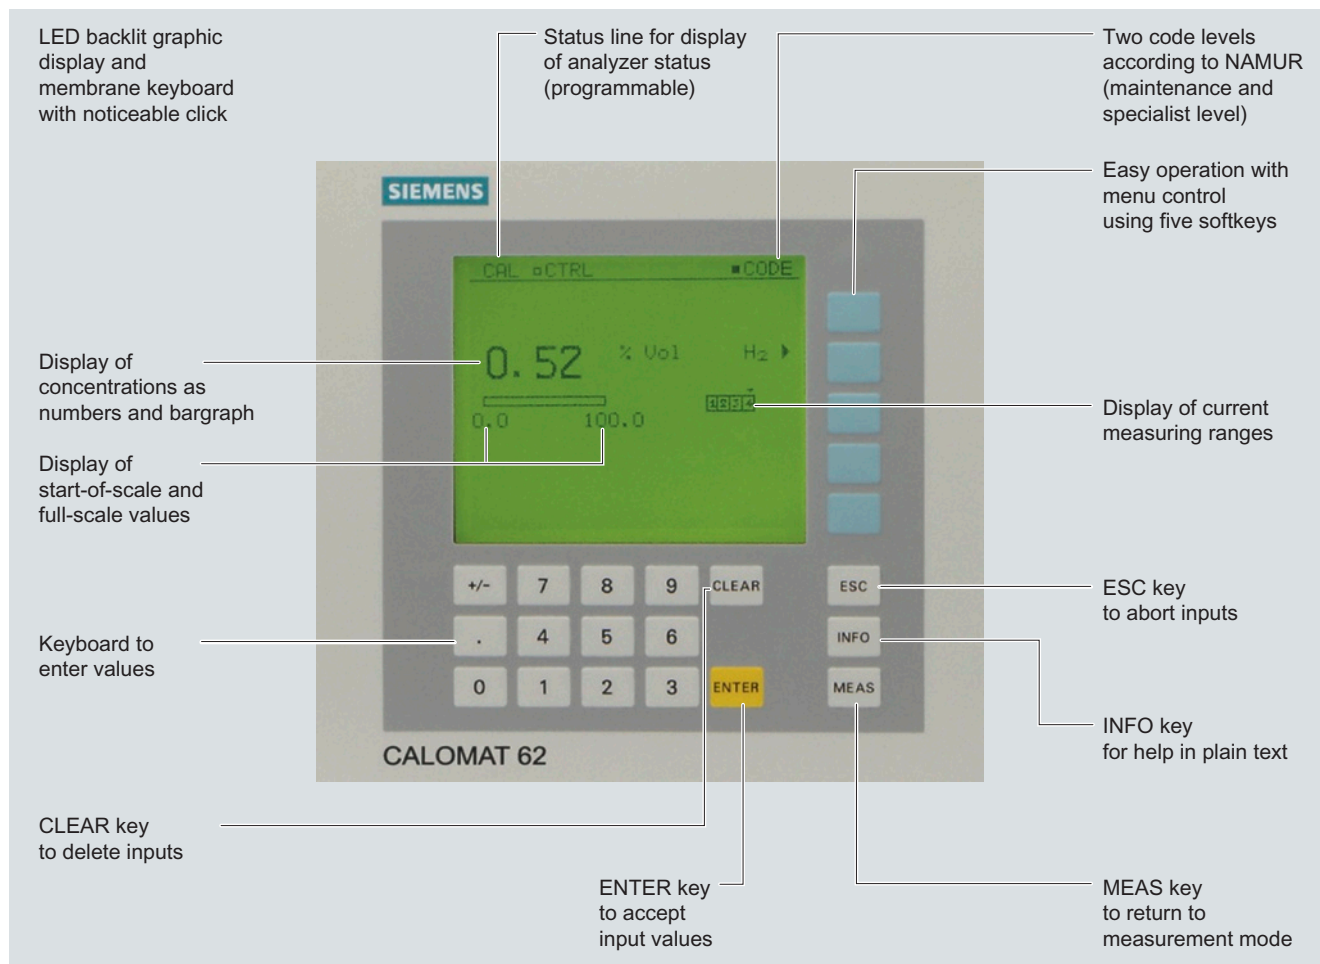 LED backlit graphic
display and
membrane keyboard
with noticeable click
Status line for display
of analyzer status
(programmable)
Two code levels
according to NAMUR
(maintenance and
specialist level)
Easy operation with
menu control
using five softkeys
SIEMENS
CAL CTRL CODE
0.52 % Vol H2
1 2 3 4
0.0 100.0
Display of
concentrations as
numbers and bargraph
Display of current
measuring ranges
Display of
start-of-scale and
full-scale values
+/- 7 8 9 CLEAR ESC
. 4 5 6 INFO
0 1 2 3 ENTER MEAS
ESC key
to abort inputs
Keyboard to
enter values
INFO key
for help in plain text
CALOMAT 62
CLEAR key
to delete inputs
ENTER key
to accept
input values
MEAS key
to return to
measurement mode